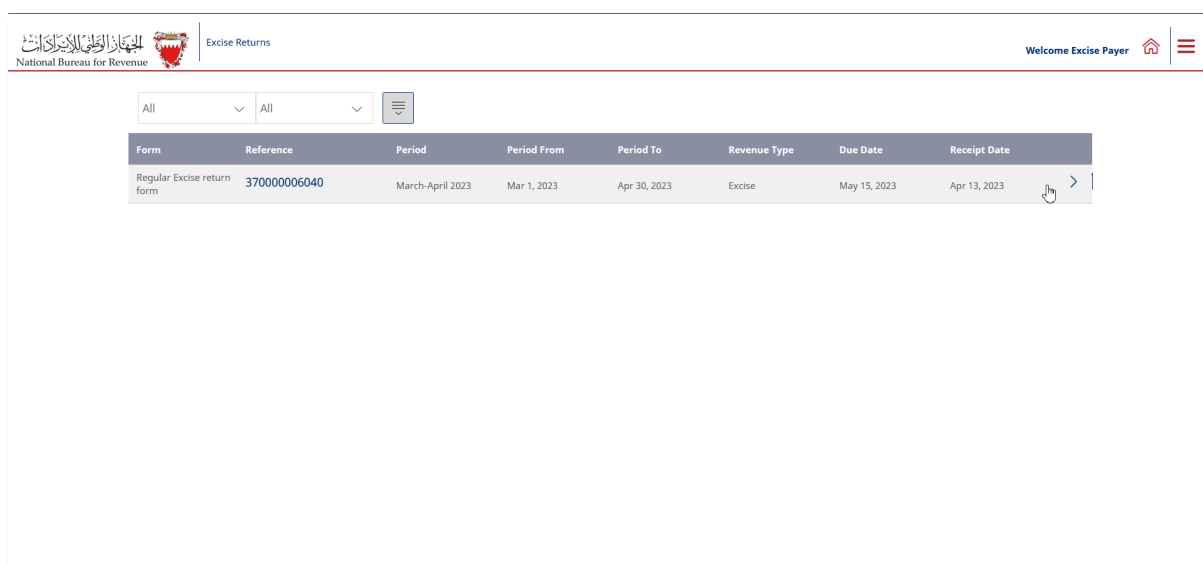 الجهاز الوطني للإيرادات
National Bureau for Revenue
Excise Returns
Welcome Excise Payer
All All
Form Reference Period Period From Period To Revenue Type Due Date Receipt Date
Regular Excise return
form 370000006040 March-April 2023 Mar 1, 2023 Apr 30, 2023 Excise May 15, 2023 Apr 13, 2023